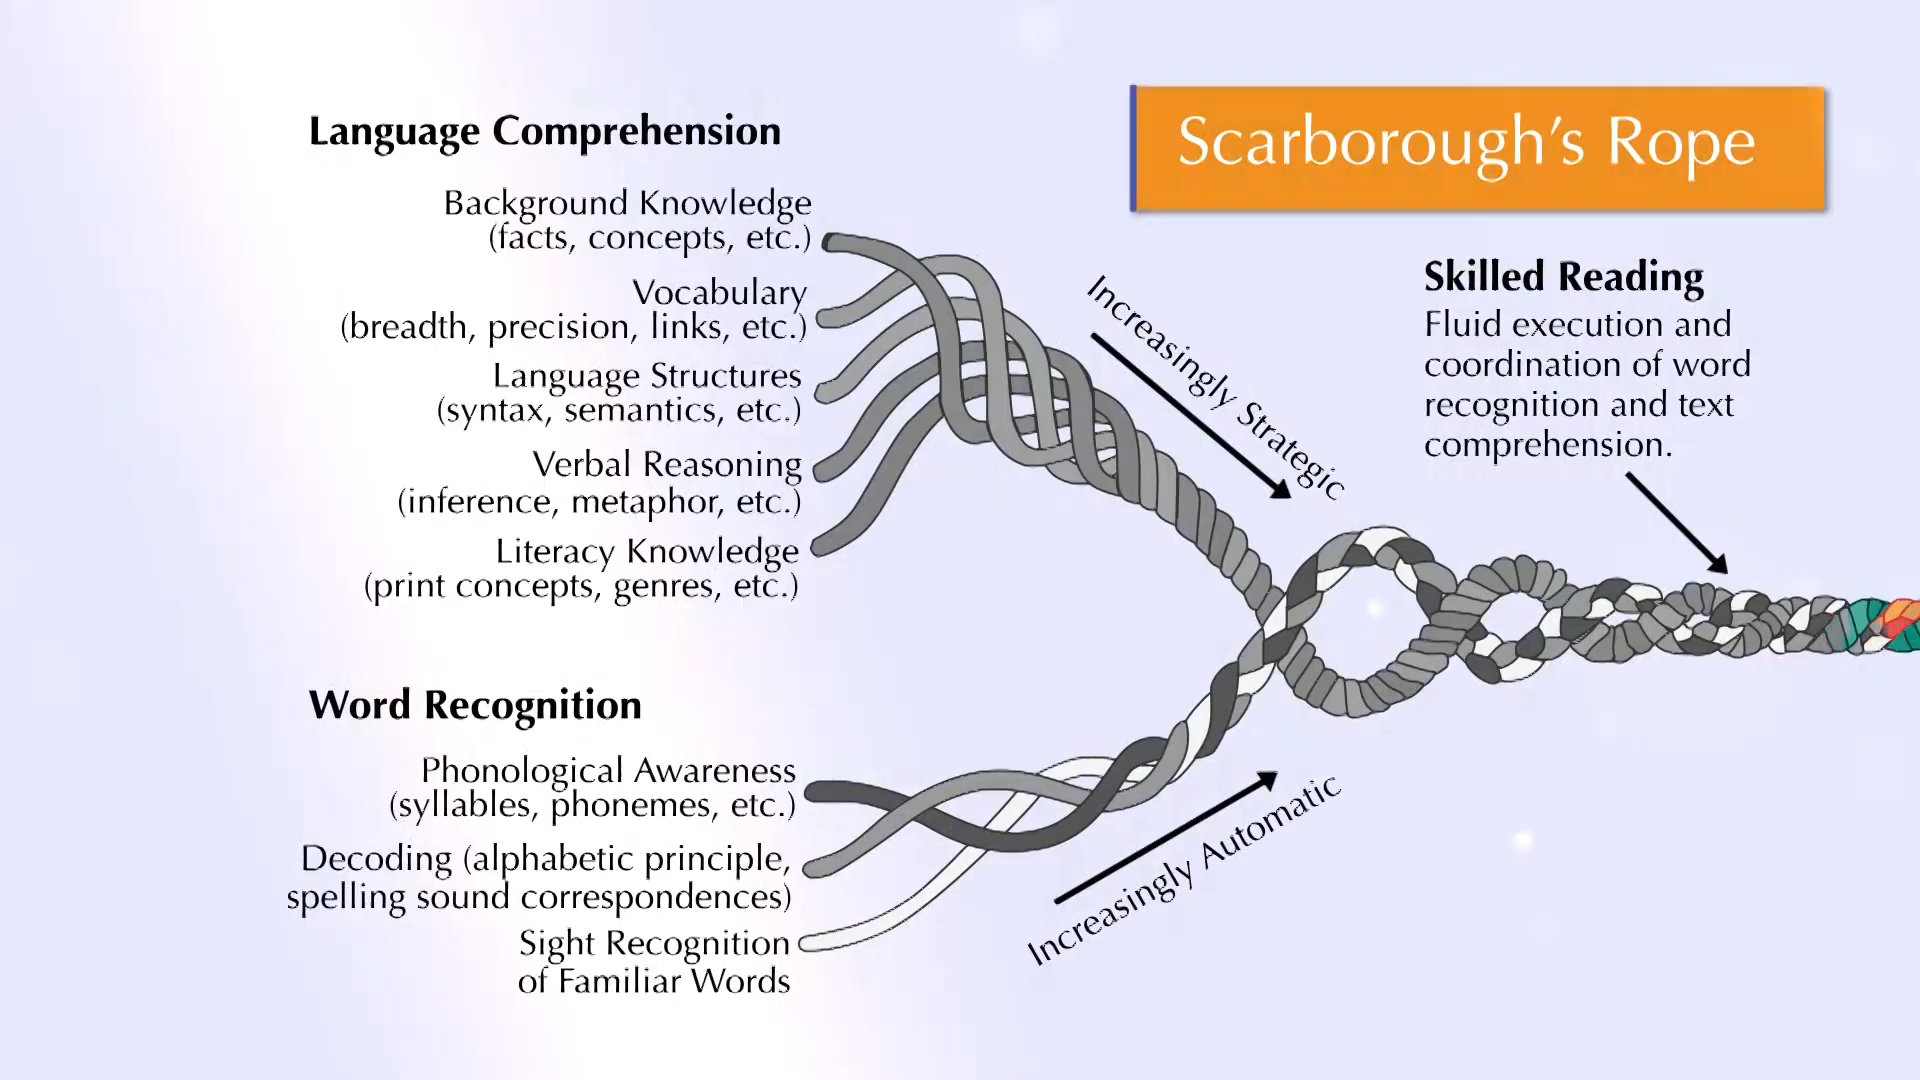 Scarborough's Rope
Language Comprehension
Background Knowledge
(facts, concepts, etc.)
Vocabulary
(breadth, precision, links, etc.)
Language Structures
(syntax, semantics, etc.)
Verbal Reasoning
(inference, metaphor, etc.)
Literacy Knowledge
(print concepts, genres, etc.)
Word Recognition
Phonological Awareness
(syllables, phonemes, etc.)
Decoding (alphabetic principle,
spelling sound correspondences)
Sight Recognition
of Familiar Words
Increasingly Strategic
Increasingly Automatic
Skilled Reading
Fluid execution and
coordination of word
recognition and text
comprehension.